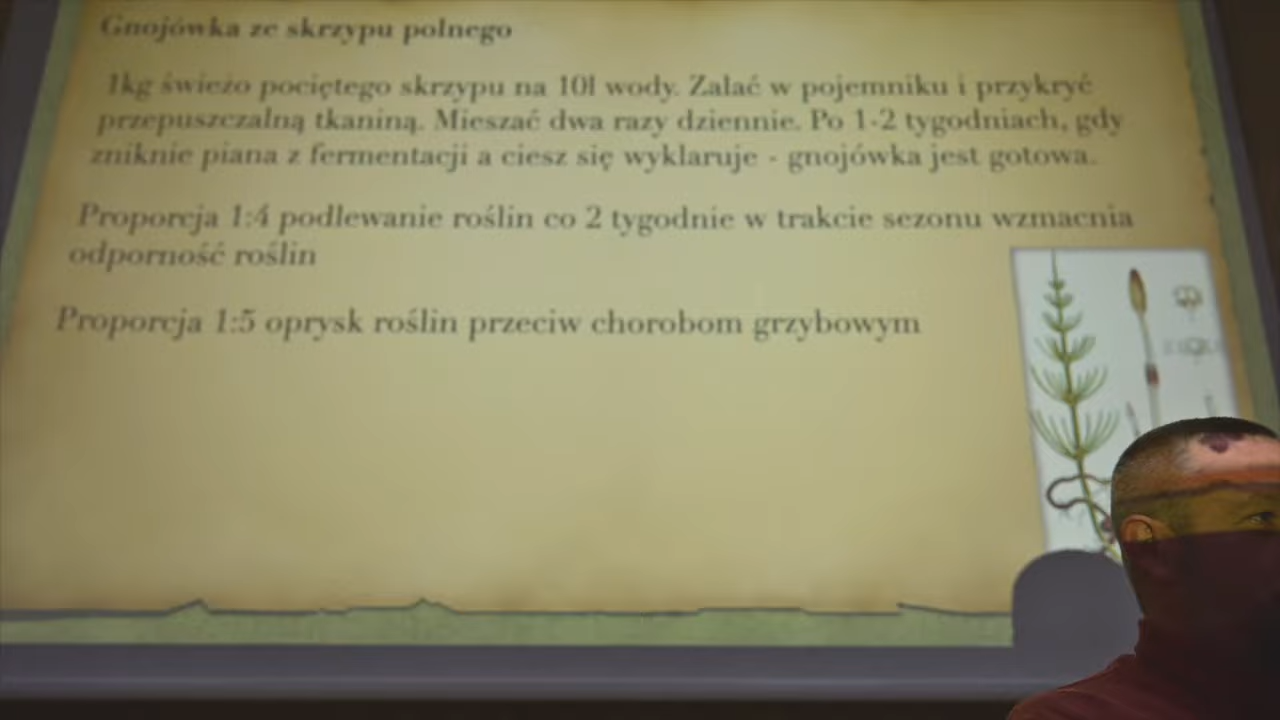 Gnojówka ze skrzypu polnego
1kg świeżo pociętego skrzypu na 10l wody. Zalać w pojemniku i przykryć
przepuszczalną tkaniną. Mieszać dwa razy dziennie. Po 1-2 tygodniach, gdy
zniknie piana z fermentacji a ciesz się wyklaruje - gnojówka jest gotowa.
Proporcja 1:4 podlewanie roślin co 2 tygodnie w trakcie sezonu wzmacnia
odporność roślin
Proporcja 1:5 oprysk roślin przeciw chorobom grzybowym